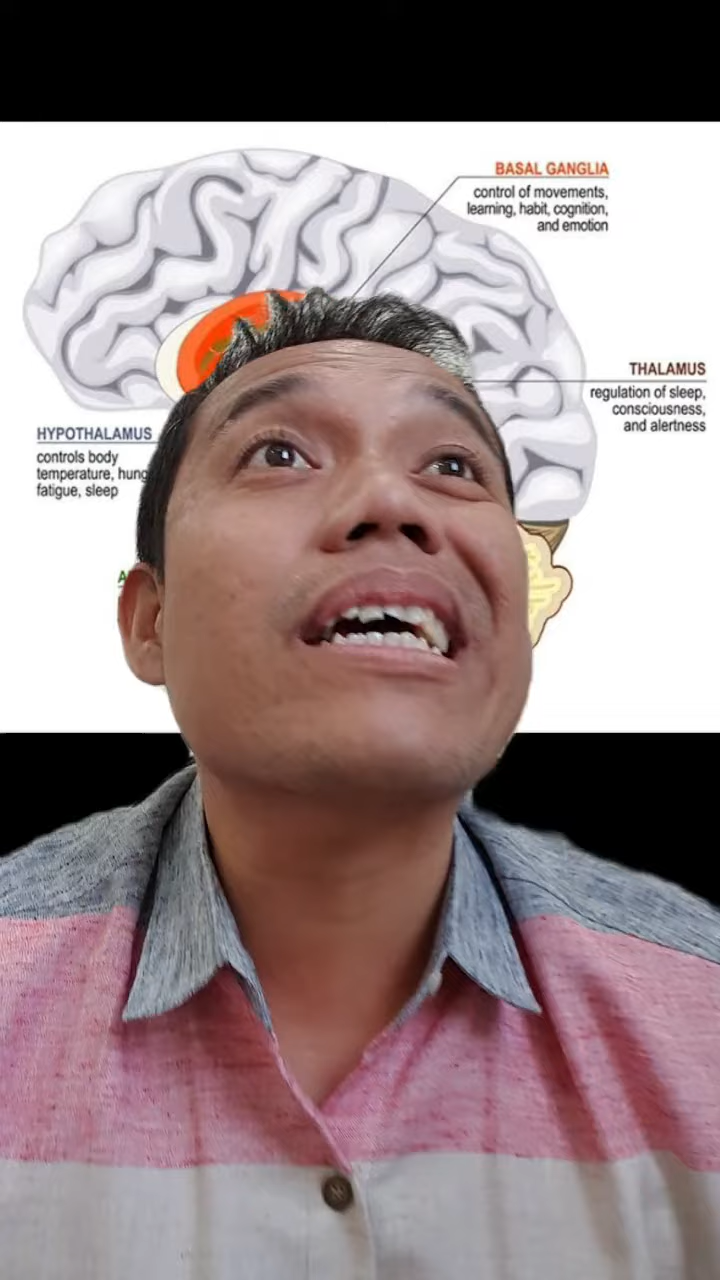 BASAL GANGLIA
control of movements,
learning, habit, cognition,
and emotion
THALAMUS
regulation of sleep,
consciousness,
and alertness
HYPOTHALAMUS
controls body
temperature,
fatigue, sleep